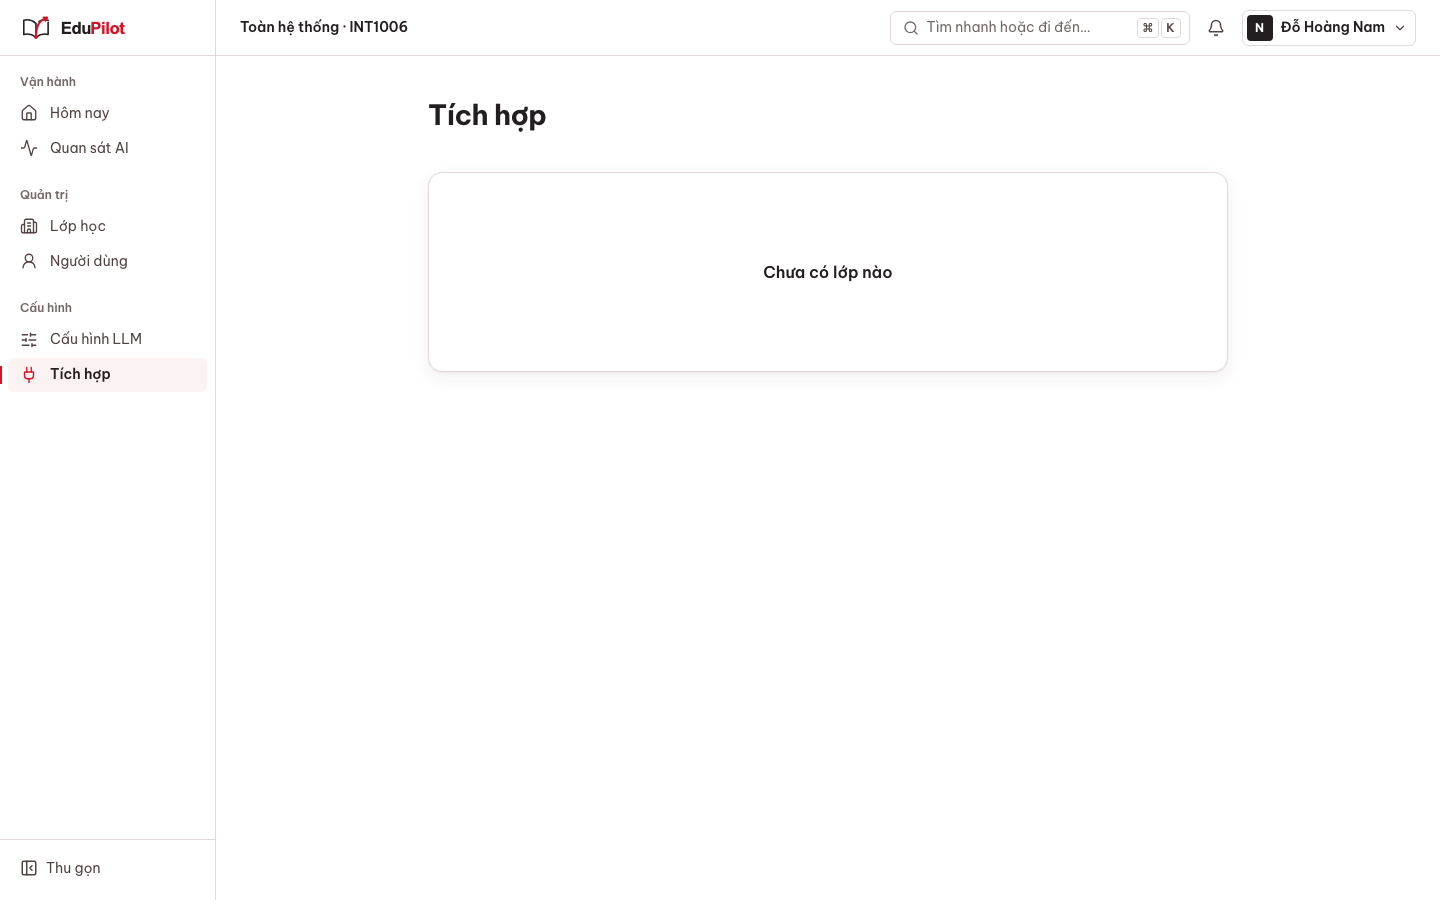 EduPilot
Toàn hệ thống · INT1006
Tìm nhanh hoặc đi đến...
⌘ K
N
Đỗ Hoàng Nam
Vận hành
Hôm nay
Quan sát AI
Quản trị
Lớp học
Người dùng
Cấu hình
Cấu hình LLM
Tích hợp
Thu gọn
Tích hợp
Chưa có lớp nào